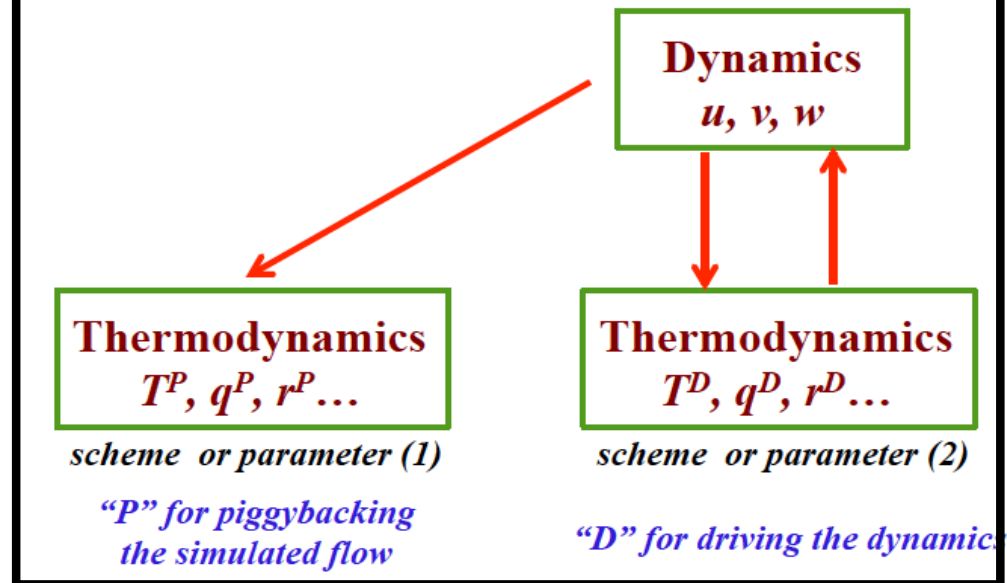 Dynamics
u, v, w
Thermodynamics
T^P, q^P, r^P…
scheme or parameter (1)
“P” for piggybacking
the simulated flow
Thermodynamics
T^D, q^D, r^D…
scheme or parameter (2)
“D” for driving the dynamics